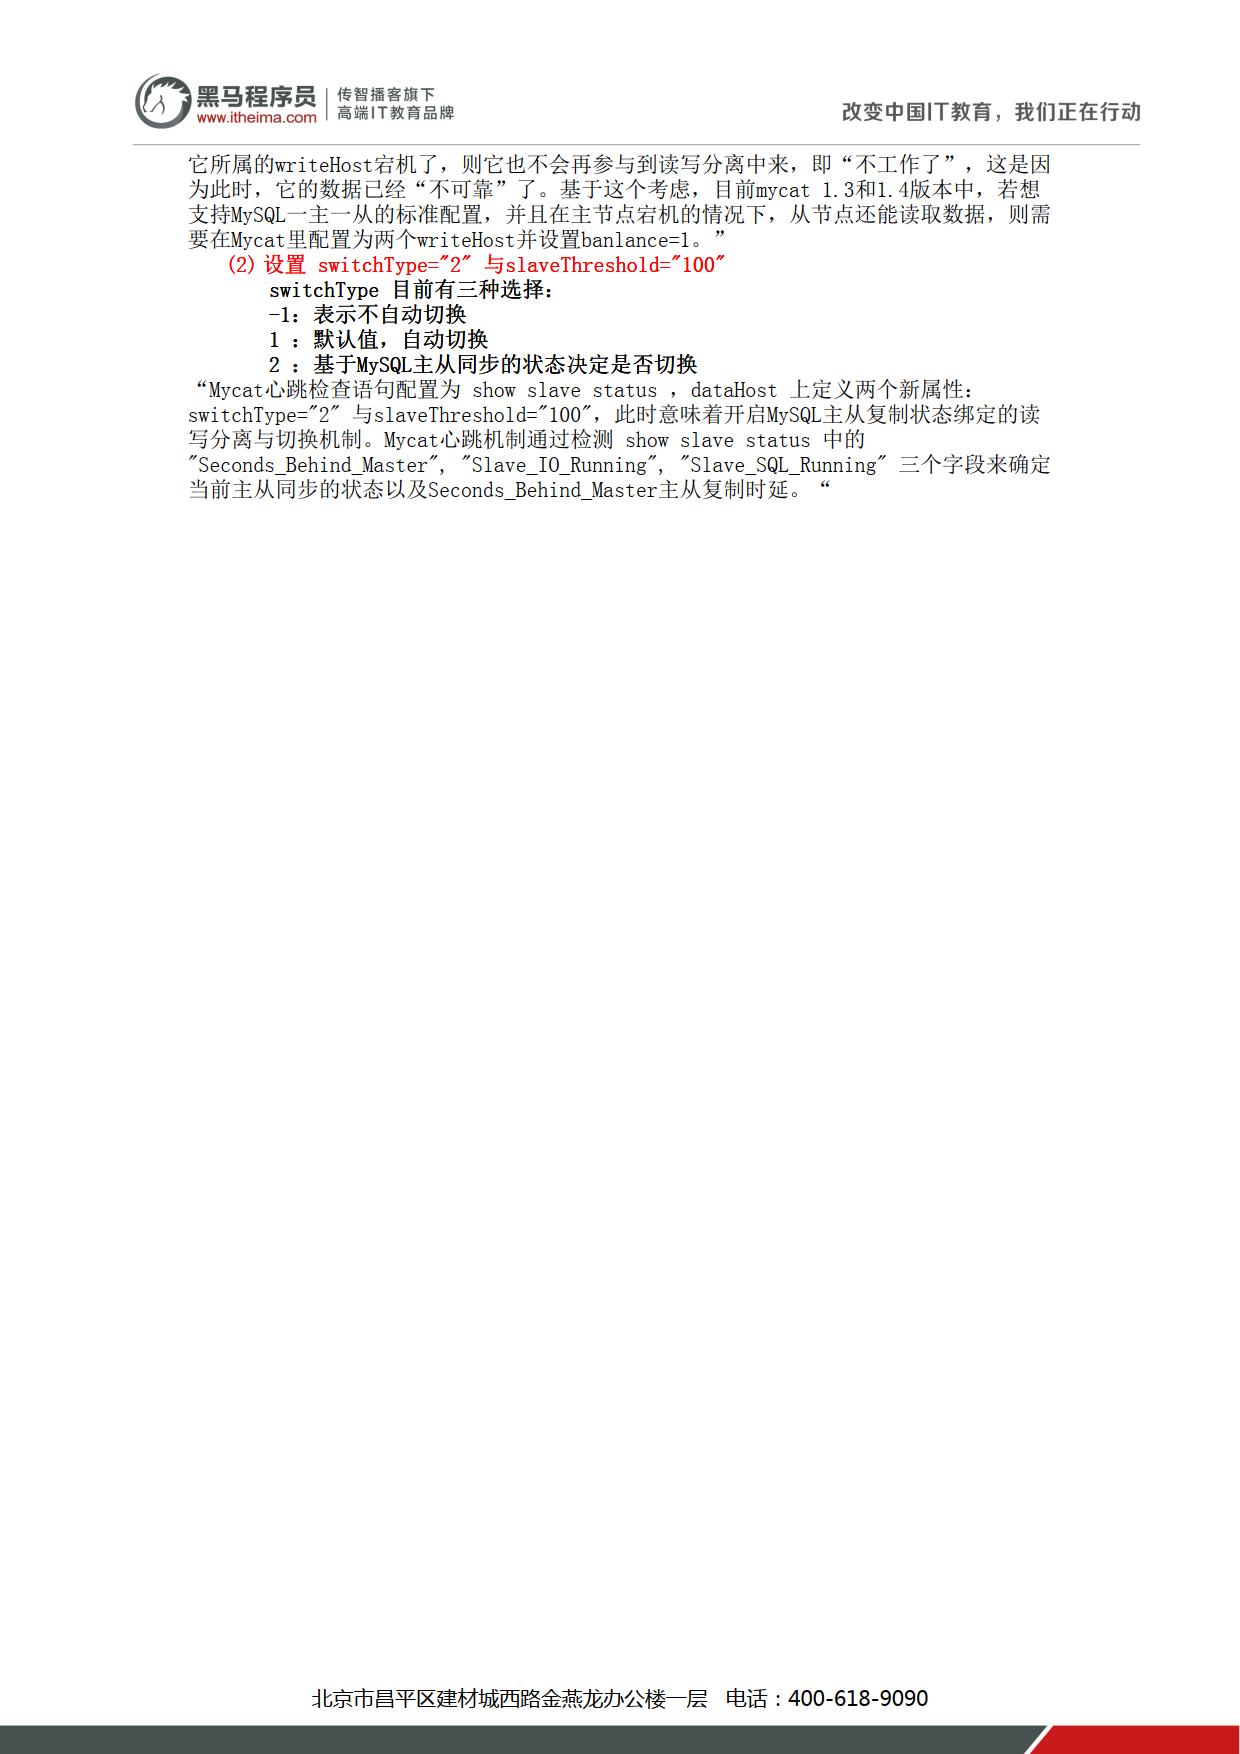 黑马程序员
www.itheima.com
传智播客旗下
高端IT教育品牌
改变中国IT教育，我们正在行动
它所属的writeHost宕机了，则它也不会再参与到读写分离中来，即“不工作了”，这是因
为此时，它的数据已经“不可靠”了。基于这个考虑，目前mycat 1.3和1.4版本中，若想
支持MySQL一主一从的标准配置，并且在主节点宕机的情况下，从节点还能读取数据，则需
要在Mycat里配置为两个writeHost并设置banlance=1。”
(2) 设置 switchType="2" 与slaveThreshold="100"
switchType 目前有三种选择：
-1：表示不自动切换
1 ：默认值，自动切换
2 ：基于MySQL主从同步的状态决定是否切换
“Mycat心跳检查语句配置为 show slave status ，dataHost 上定义两个新属性：
switchType="2" 与slaveThreshold="100"，此时意味着开启MySQL主从复制状态绑定的读
写分离与切换机制。Mycat心跳机制通过检测 show slave status 中的
"Seconds_Behind_Master", "Slave_IO_Running", "Slave_SQL_Running" 三个字段来确定
当前主从同步的状态以及Seconds_Behind_Master主从复制时延。“
北京市昌平区建材城西路金燕龙办公楼一层 电话：400-618-9090